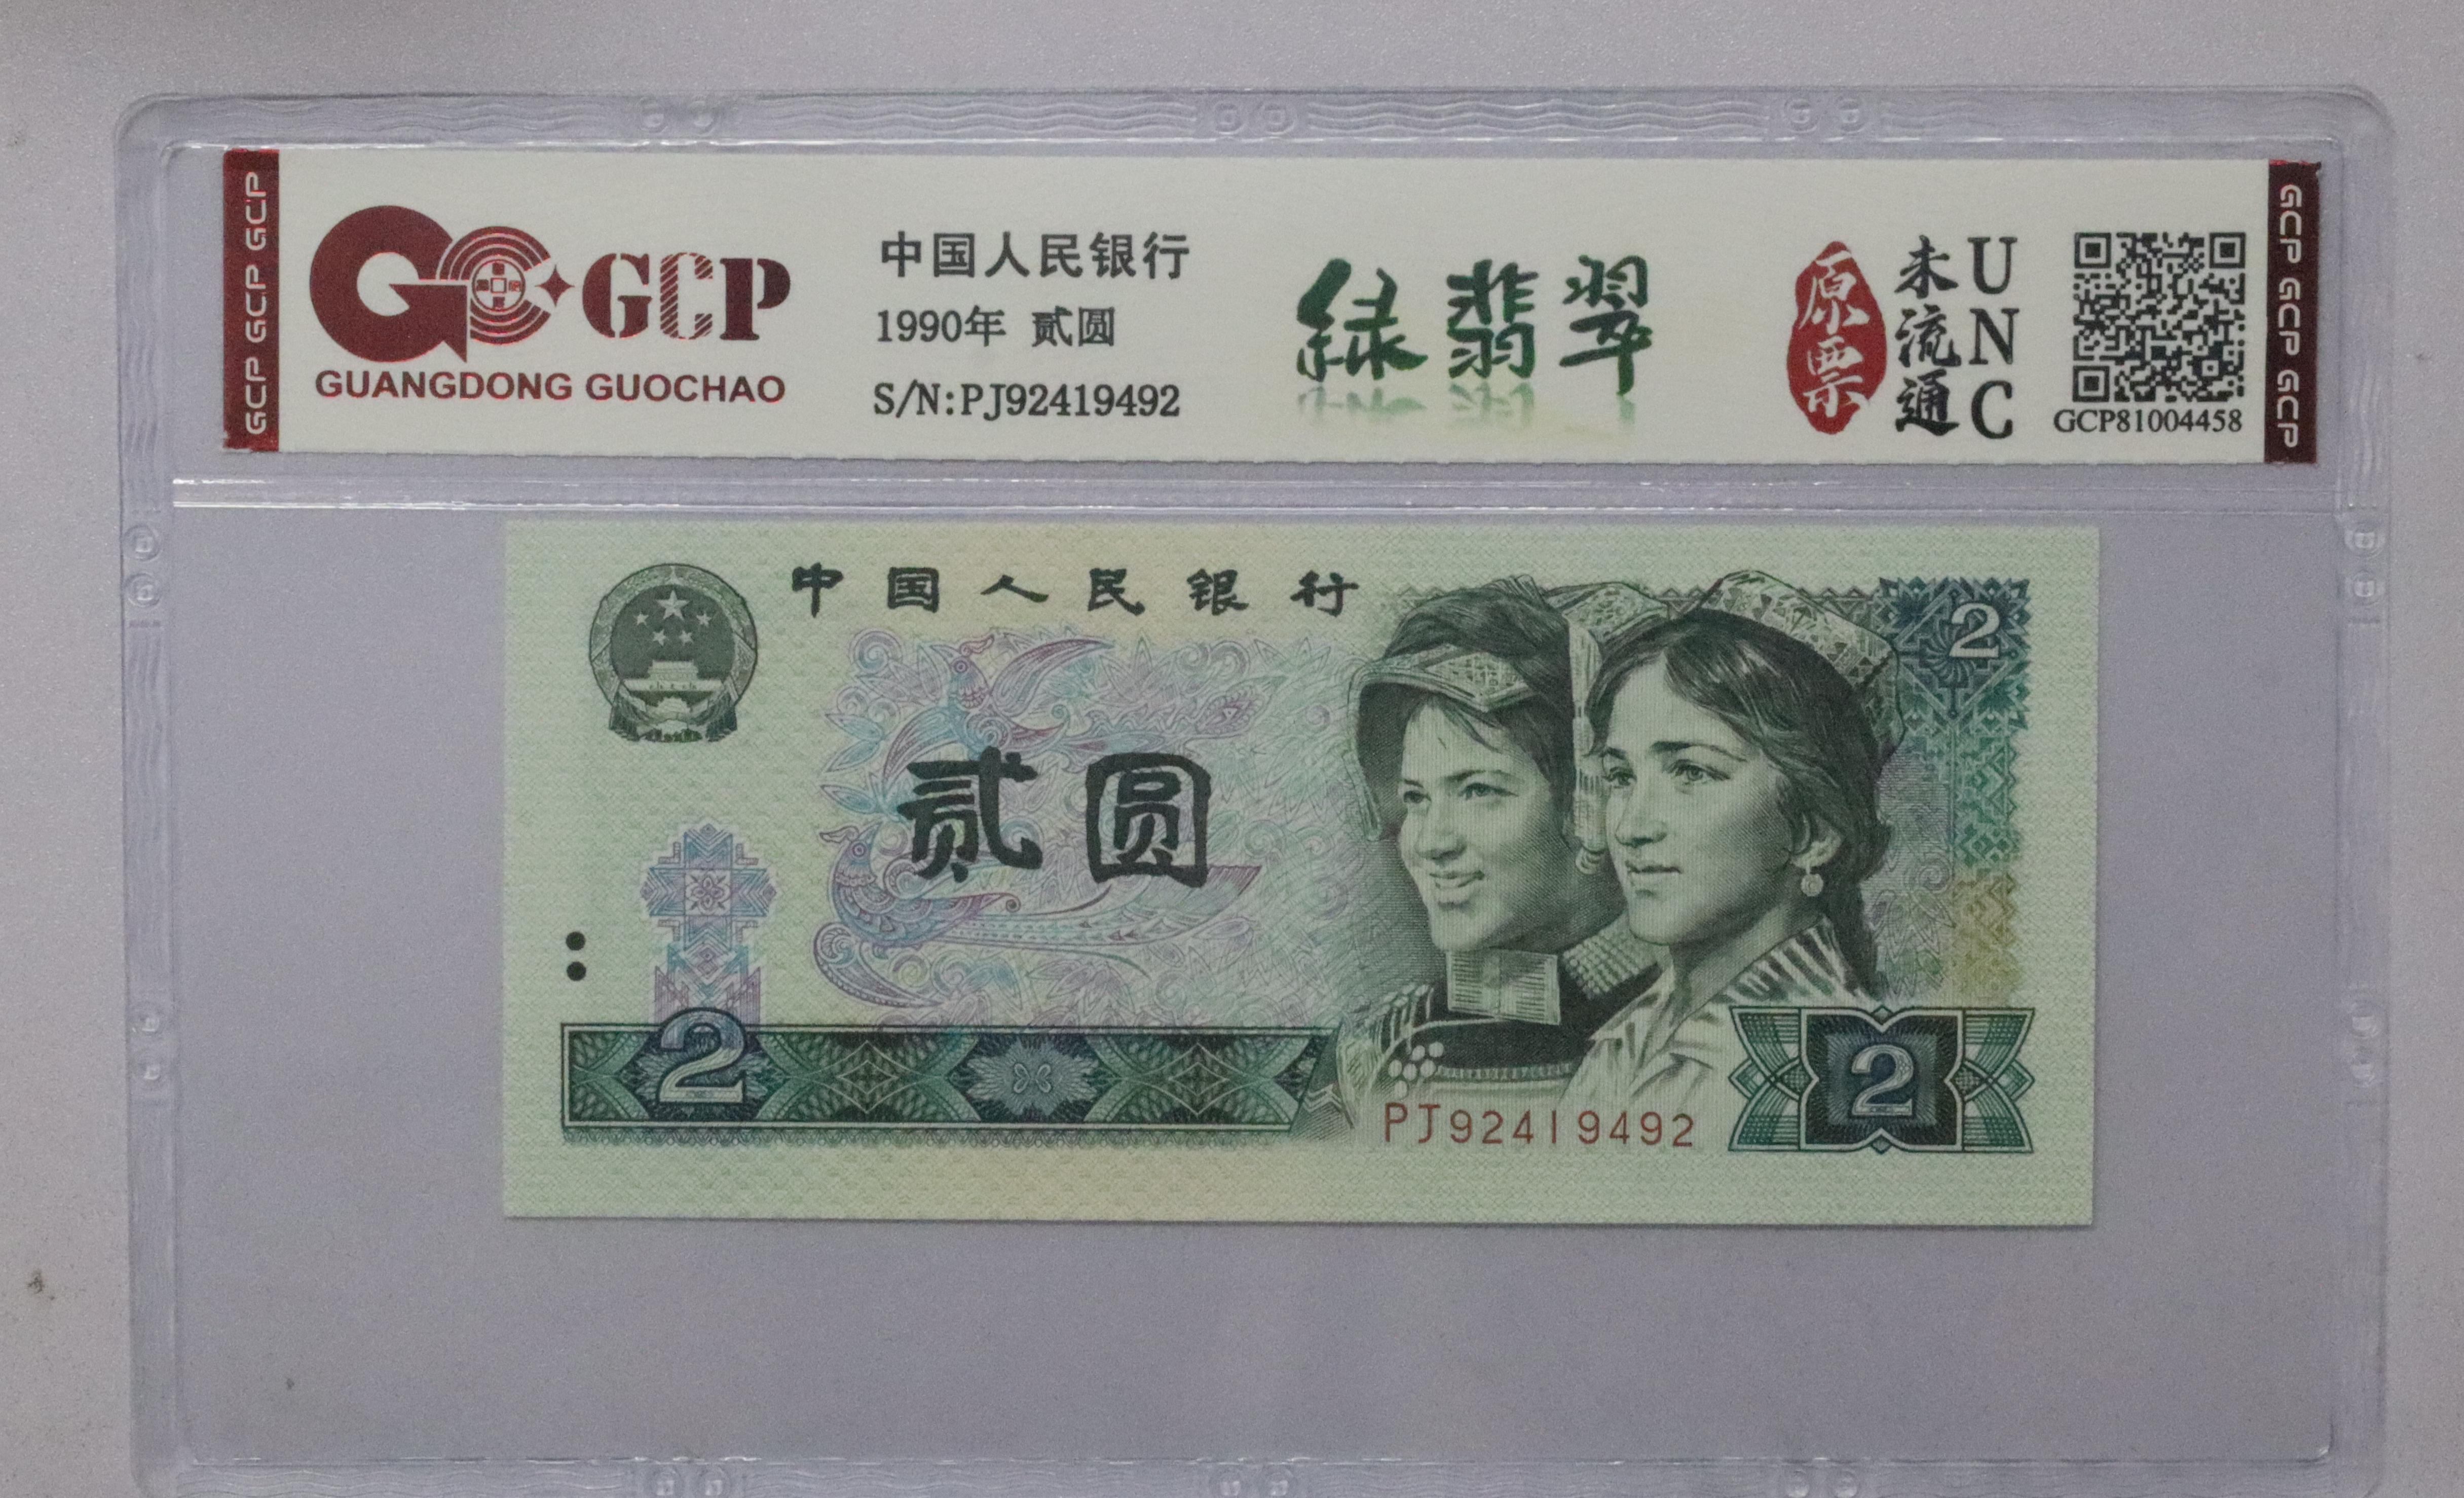 GCP GCP GCP
GCP
GUANGDONG GUOCHAO
中国人民银行
1990年 贰圆
S/N:PJ92419492
绿翡翠
原票
未流通
UNC
GCP81004458
GCP GCP GCP
中国人民银行
2
贰圆
2
PJ92419492
2